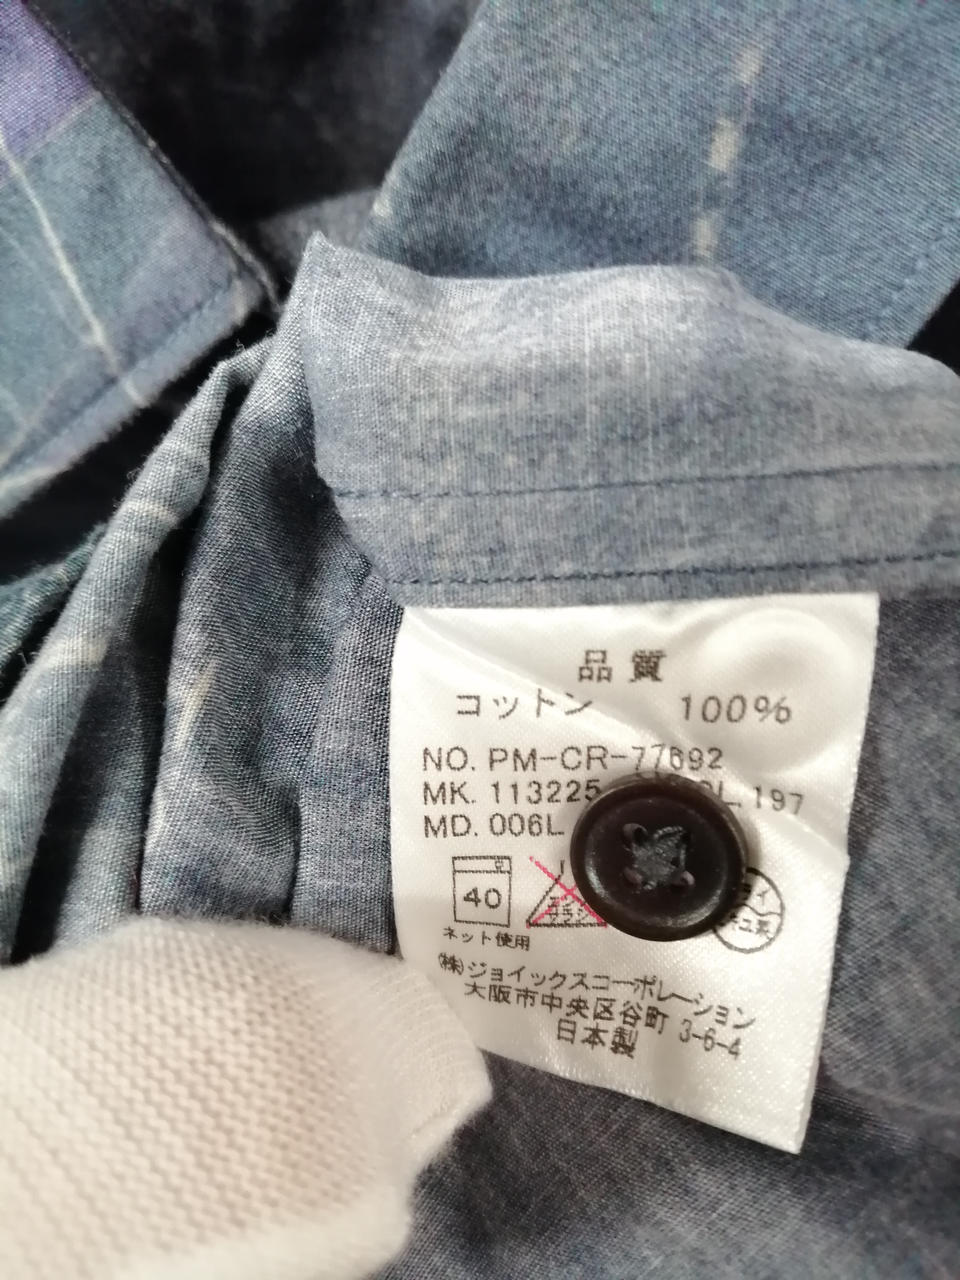 品質
コットン 100%
NO. PM-CR-77692
MK. 113225 L. 197
MD. 006L
40
ネット使用
㈱ジョイックスコーポレーション
大阪市中央区谷町 3-6-4
日本製